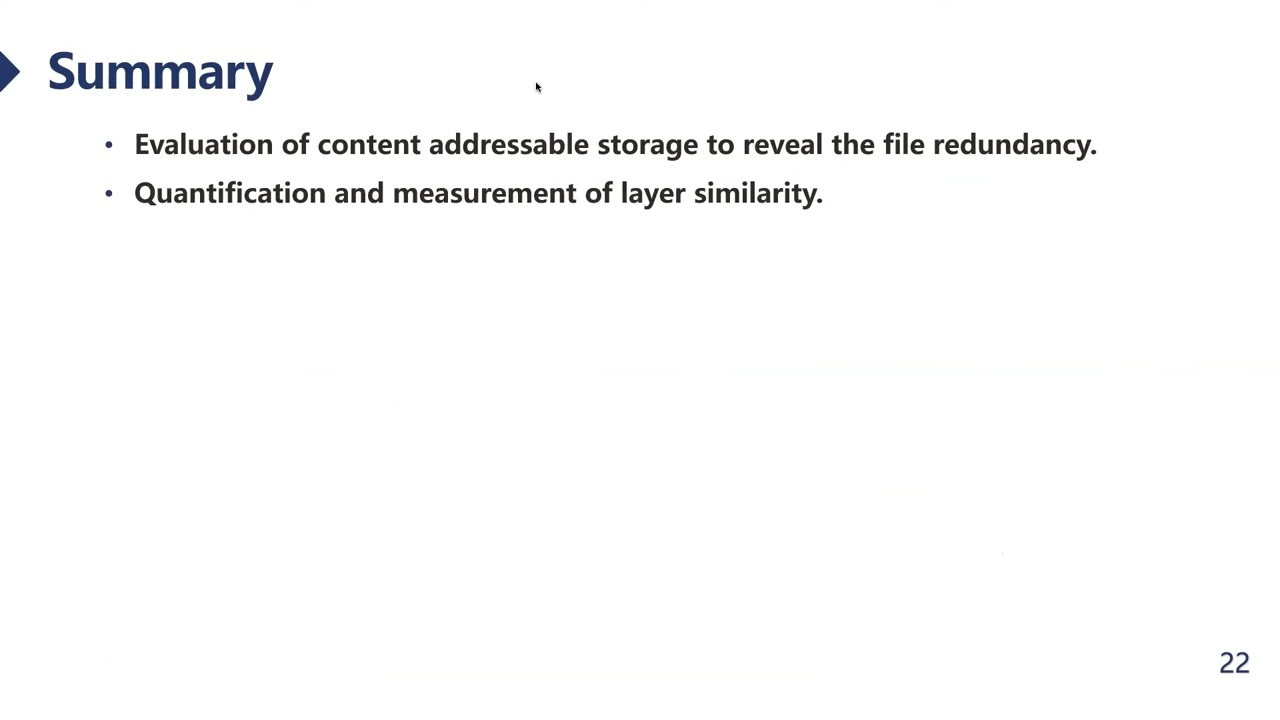 Summary
• Evaluation of content addressable storage to reveal the file redundancy.
• Quantification and measurement of layer similarity.
22